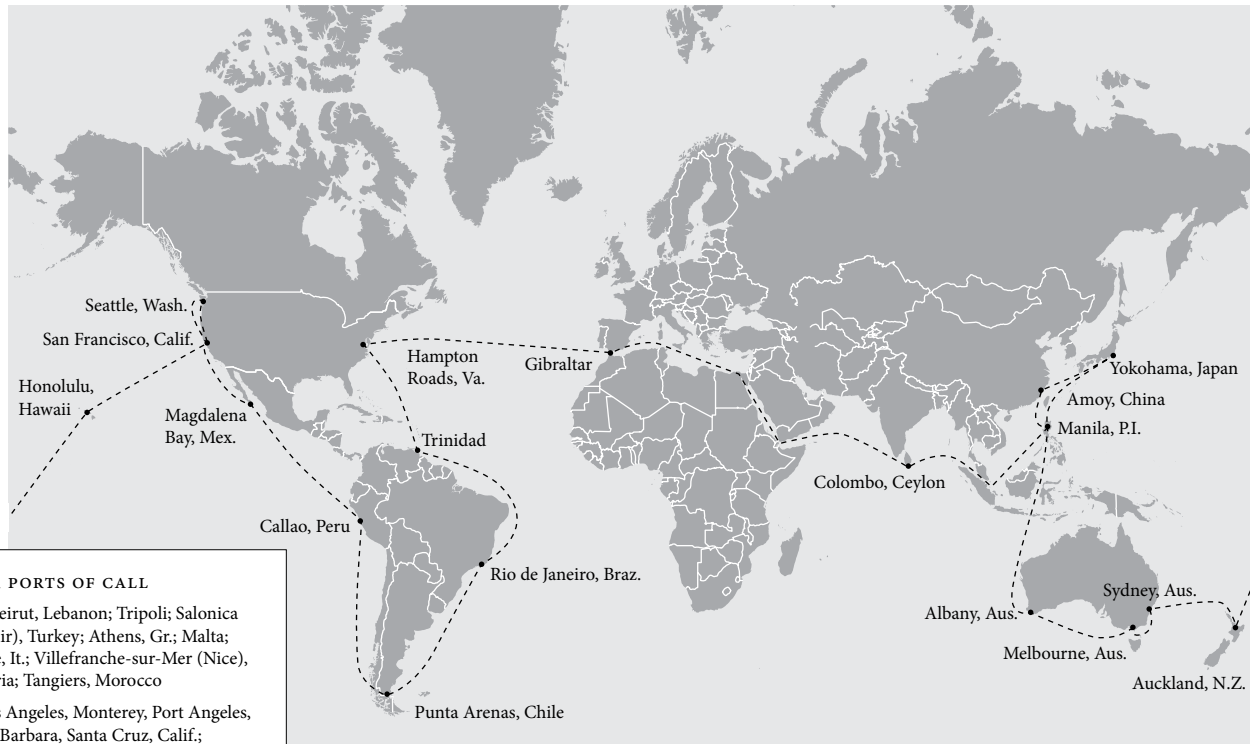 Seattle, Wash.
San Francisco, Calif.
Honolulu,
Hawaii
Magdalena
Bay, Mex.
Hampton
Roads, Va.
Gibraltar
Trinidad
Callao, Peru
Rio de Janeiro, Braz.
Punta Arenas, Chile
Colombo, Ceylon
Yokohama, Japan
Amoy, China
Manila, P.I.
Albany, Aus.
Sydney, Aus.
Melbourne, Aus.
Auckland, N.Z.
PORTS OF CALL
Lebanon; Tripoli; Salonica
Turkey; Athens, Gr.; Malta;
It.; Villefranche-sur-Mer (Nice),
Tangiers, Morocco
Angeles, Monterey, Port Angeles,
Barbara, Santa Cruz, Calif.;